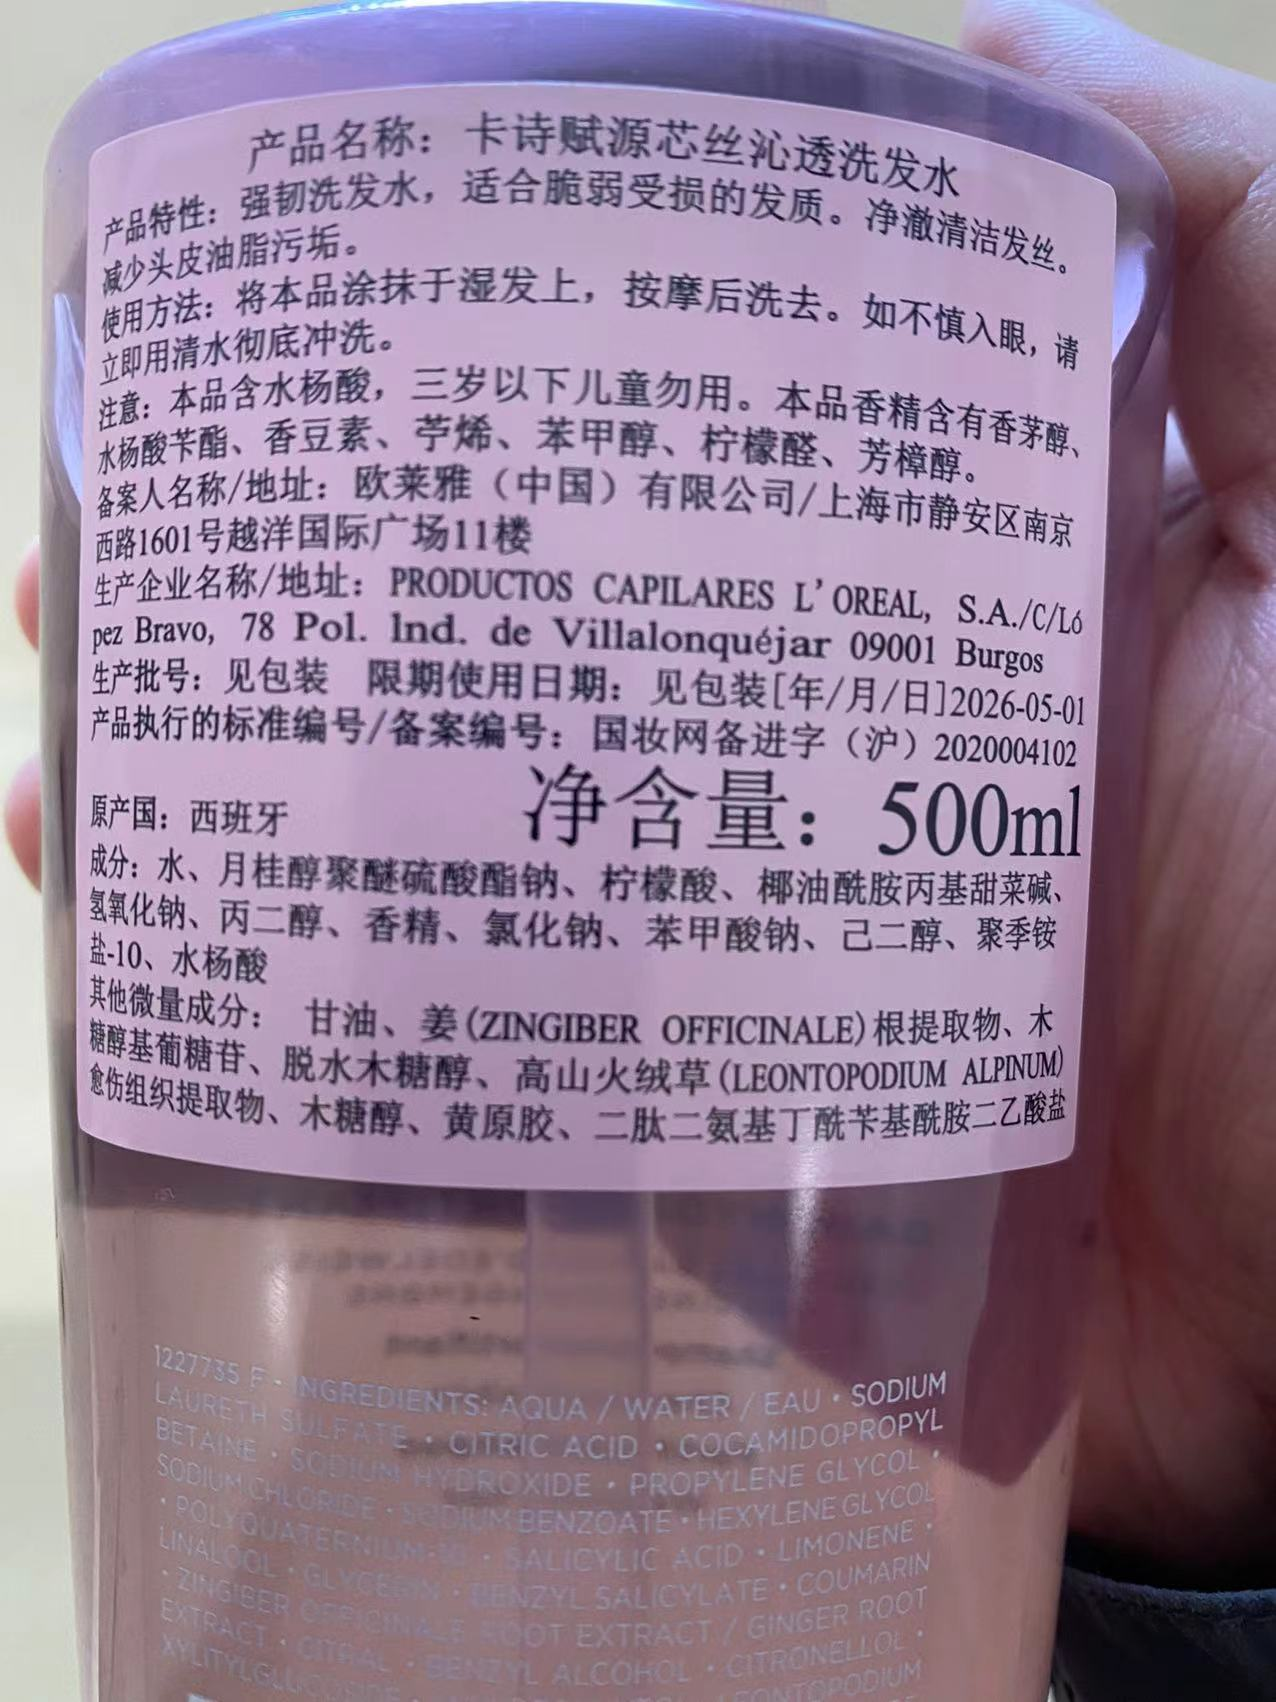 产品名称：卡诗赋源芯丝沁透洗发水
产品特性：强韧洗发水，适合脆弱受损的发质。净澈清洁发丝。
减少头皮油脂污垢。
使用方法：将本品涂抹于湿发上，按摩后洗去。如不慎入眼，请
立即用清水彻底冲洗。
注意：本品含水杨酸，三岁以下儿童勿用。本品香精含有香茅醇、
水杨酸苄酯、香豆素、苧烯、苯甲醇、柠檬醛、芳樟醇。
备案人名称/地址：欧莱雅（中国）有限公司/上海市静安区南京
西路1601号越洋国际广场11楼
生产企业名称/地址：PRODUCTOS CAPILARES L'OREAL, S.A./C/Ló
pez Bravo, 78 Pol. lnd. de Villalonquéjar 09001 Burgos
生产批号：见包装 限期使用日期：见包装[年/月/日]2026-05-01
产品执行的标准编号/备案编号：国妆网备进字（沪）2020004102
原产国：西班牙 净含量：500ml
成分：水、月桂醇聚醚硫酸酯钠、柠檬酸、椰油酰胺丙基甜菜碱、
氢氧化钠、丙二醇、香精、氯化钠、苯甲酸钠、己二醇、聚季铵
盐-10、水杨酸
其他微量成分： 甘油、姜(ZINGIBER OFFICINALE)根提取物、木
糖醇基葡糖苷、脱水木糖醇、高山火绒草(LEONTOPODIUM ALPINUM)
愈伤组织提取物、木糖醇、黄原胶、二肽二氨基丁酰苄基酰胺二乙酸盐
1227735 F · INGREDIENTS: AQUA / WATER / EAU · SODIUM
LAURETH SULFATE · CITRIC ACID · COCAMIDOPROPYL
BETAINE · SODIUM HYDROXIDE · PROPYLENE GLYCOL ·
SODIUM CHLORIDE · SODIUM BENZOATE · HEXYLENE GLYCOL
· POLYQUATERNIUM-10 · SALICYLIC ACID · LIMONENE ·
LINALOOL · GLYCERIN · BENZYL SALICYLATE · COUMARIN
· ZINGIBER OFFICINALE ROOT EXTRACT / GINGER ROOT
EXTRACT · CITRAL · BENZYL ALCOHOL · CITRONELLOL ·
XYLITYLGLUCOSIDE LEONTOPODIUM